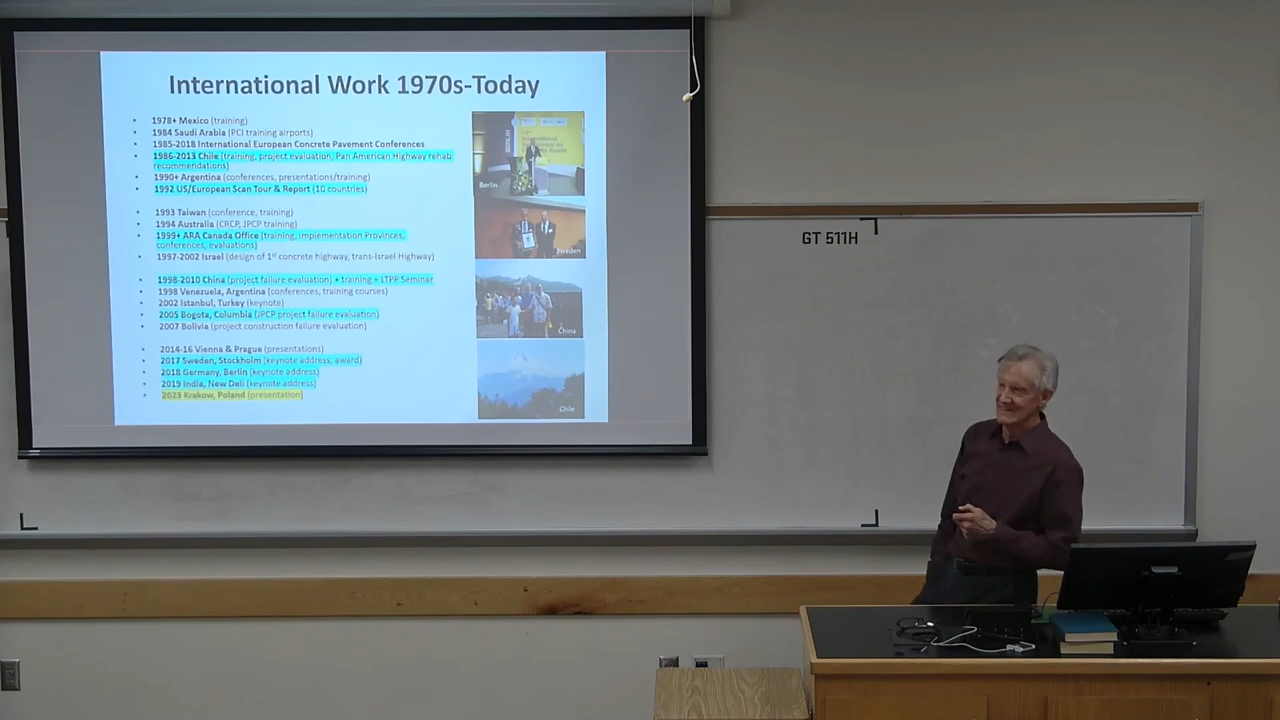 International Work 1970s-Today
• 1978+ Mexico (training)
• 1984 Saudi Arabia (PCI training airports)
• 1985-2018 International European Concrete Pavement Conferences
• 1986-2013 Chile (training, project evaluation, Pan American Highway rehab
recommendations)
• 1990+ Argentina (conferences, presentations/training)
• 1992 US/European Scan Tour & Report (10 countries)
• 1993 Taiwan (conference, training)
• 1994 Australia (CRCP, JPCP training)
• 1999+ ARA Canada Office (training, implementation Provinces,
conferences, evaluations)
• 1997-2002 Israel (design of 1st concrete highway, trans-Israel Highway)
• 1998-2010 China (project failure evaluation) + training + LTPP Seminar
• 1998 Venezuela, Argentina (conferences, training courses)
• 2002 Istanbul, Turkey (keynote)
• 2005 Bogota, Columbia (JPCP project failure evaluation)
• 2007 Bolivia (project construction failure evaluation)
• 2014-16 Vienna & Prague (presentations)
• 2017 Sweden, Stockholm (keynote address, award)
• 2018 Germany, Berlin (keynote address)
• 2019 India, New Deli (keynote address)
• 2023 Krakow, Poland (presentation)
BERLIN
Berlin
Sweden
China
Chile
GT 511H